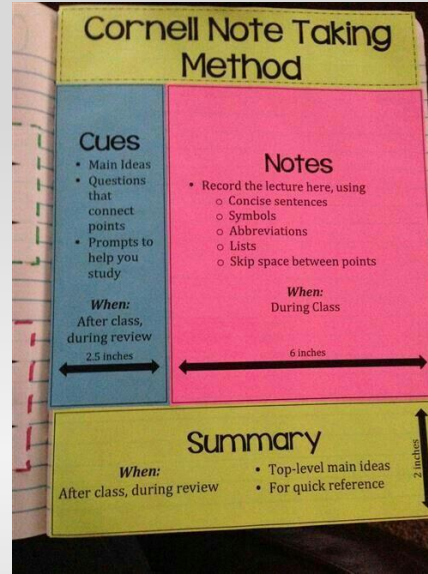 Cornell Note Taking
Method
Cues
• Main Ideas
• Questions
that
connect
points
• Prompts to
help you
study
When:
After class,
during review
2.5 inches
Notes
• Record the lecture here, using
o Concise sentences
o Symbols
o Abbreviations
o Lists
o Skip space between points
When:
During Class
6 inches
Summary
When:
After class, during review
• Top-level main ideas
• For quick reference
2 inches